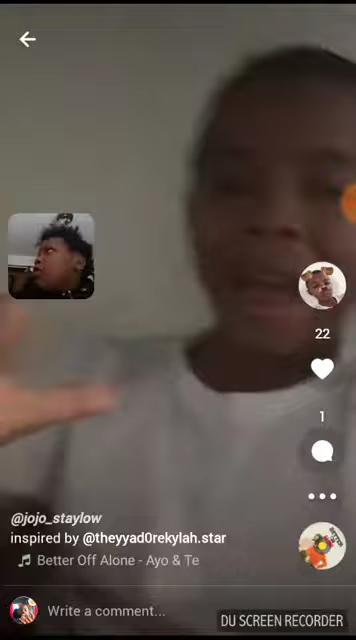 22
1
@jojo_staylow
inspired by @theyyad0rekylah.star
Better Off Alone - Ayo & Te
Write a comment...
DU SCREEN RECORDER